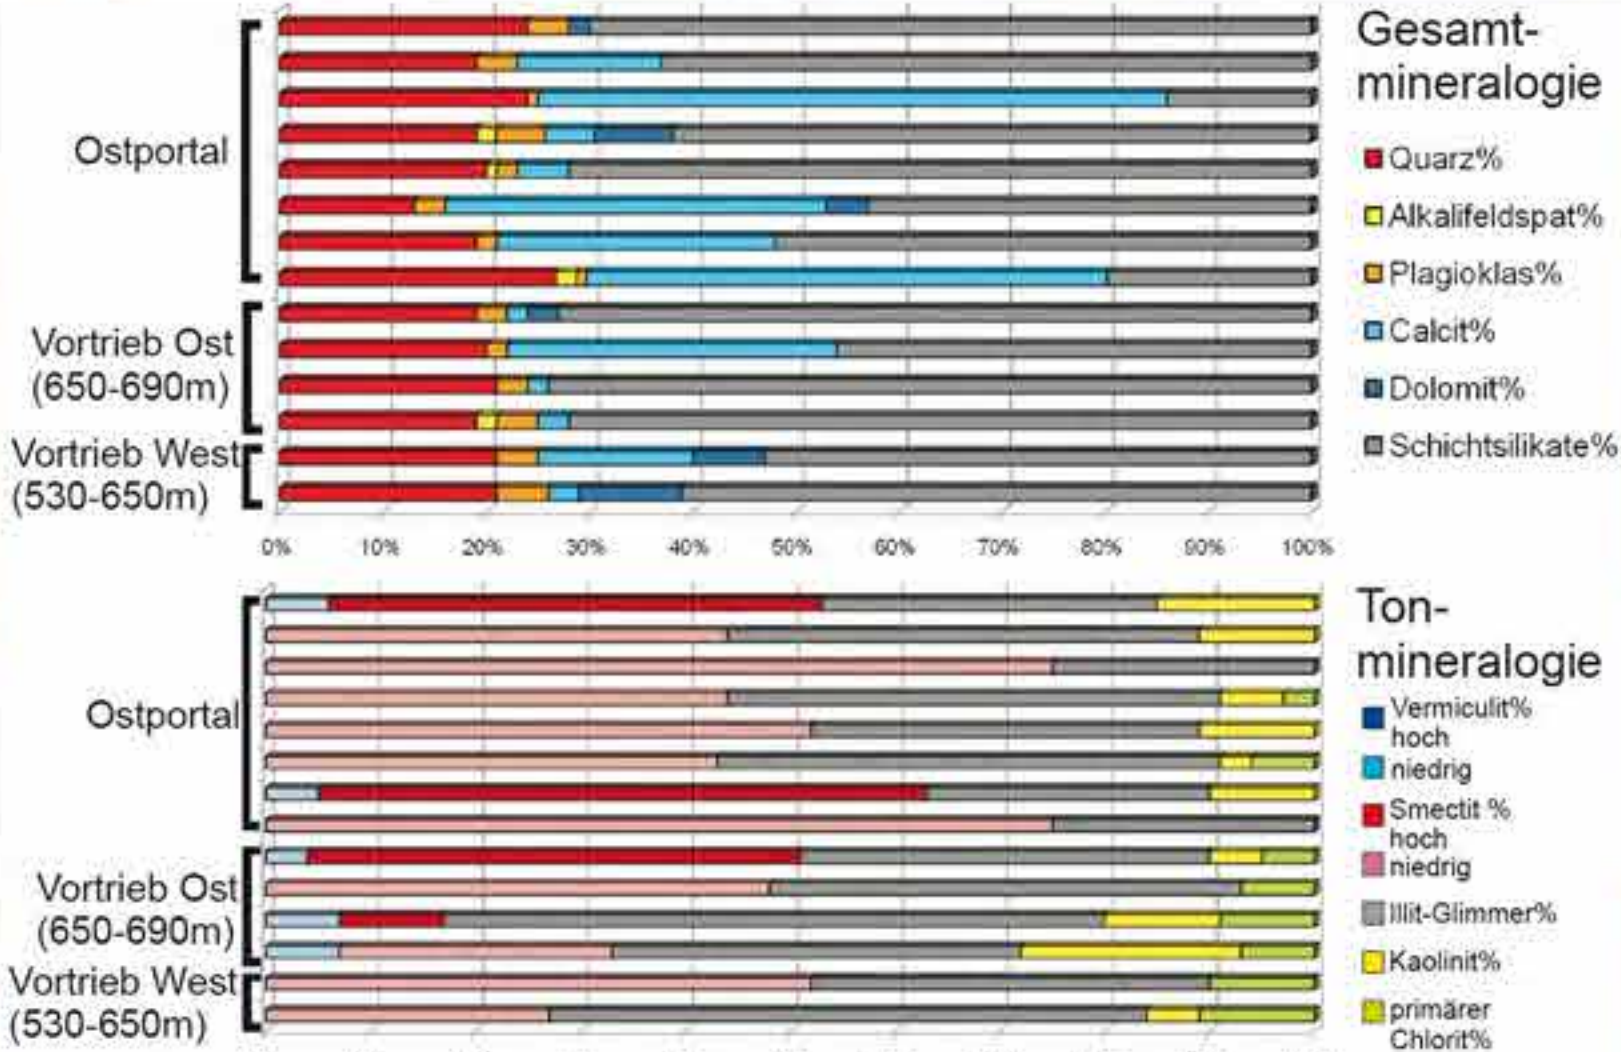 Gesamt-
mineralogie
Quarz%
Alkalifeldspat%
Plagioklas%
Calcit%
Dolomit%
Schichtsilikate%
Ostportal
Vortrieb Ost
(650-690m)
Vortrieb West
(530-650m)
0% 10% 20% 30% 40% 50% 60% 70% 80% 90% 100%
Ton-
mineralogie
Vermiculit%
hoch
niedrig
Smectit %
hoch
niedrig
Illit-Glimmer%
Kaolinit%
primärer
Chlorit%
Ostportal
Vortrieb Ost
(650-690m)
Vortrieb West
(530-650m)